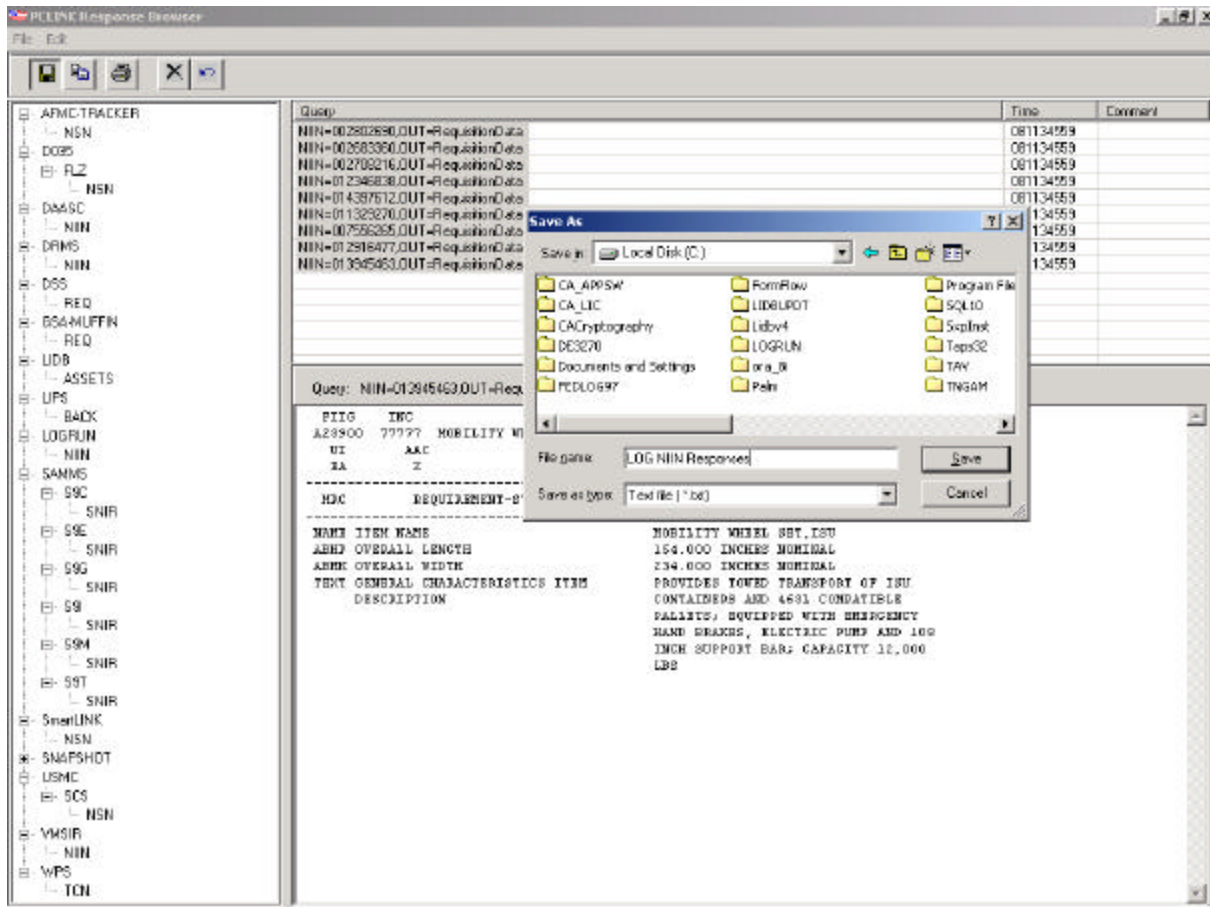 PCLINK Response Browser
File Edit
AFMC-TRACKER
NSN
DO35
FLZ
NSN
DAASC
NIIN
DRMS
NIIN
DSS
REQ
GSA-MUFFIN
REQ
LIDB
ASSETS
LIPS
BACK
LOGRUN
NIIN
SAMMS
S9C
SNIR
S9E
SNIR
S9G
SNIR
S9I
SNIR
S9M
SNIR
S9T
SNIR
SmartLINK
NSN
SNAPSHOT
USMC
SCS
NSN
VMSIR
NIIN
WPS
TCN
Query Time Comment
NIIN=002802690,OUT=RequisitionData 081134559
NIIN=002683360,OUT=RequisitionData 081134559
NIIN=002708216,OUT=RequisitionData 081134559
NIIN=012346838,OUT=RequisitionData 081134559
NIIN=014397612,OUT=RequisitionData 081134559
NIIN=011329270,OUT=RequisitionData 134559
NIIN=007556265,OUT=RequisitionData 134559
NIIN=012916477,OUT=RequisitionData 134559
NIIN=013945463,OUT=RequisitionData 134559
Save As
Save in: Local Disk (C:)
CA_APPSW FormFlow Program File
CA_LIC LIDBUPDT SQL10
CACryptography Lidbv4 SxpInst
DE3270 LOGRUN Taps32
Documents and Settings ora_8i TAV
FEDLOG97 Palm TNGAM
File name: LOG NIIN Responses Save
Save as type: Text file (*.txt) Cancel
Query: NIIN=013945463,OUT=Requ
FIIG INC
A23900 77777 MOBILITY W
UI AAC
EA Z
MRC REQUIREMENT-S
NAME ITEM NAME MOBILITY WHEEL SET,ISU
ABHP OVERALL LENGTH 154.000 INCHES NOMINAL
ABMK OVERALL WIDTH 234.000 INCHES NOMINAL
TEXT GENERAL CHARACTERISTICS ITEM PROVIDES TOWED TRANSPORT OF ISU
DESCRIPTION CONTAINERS AND 463L COMPATIBLE
PALLETS; EQUIPPED WITH EMERGENCY
HAND BRAKES, ELECTRIC PUMP AND 108
INCH SUPPORT BAR; CAPACITY 12,000
LBS